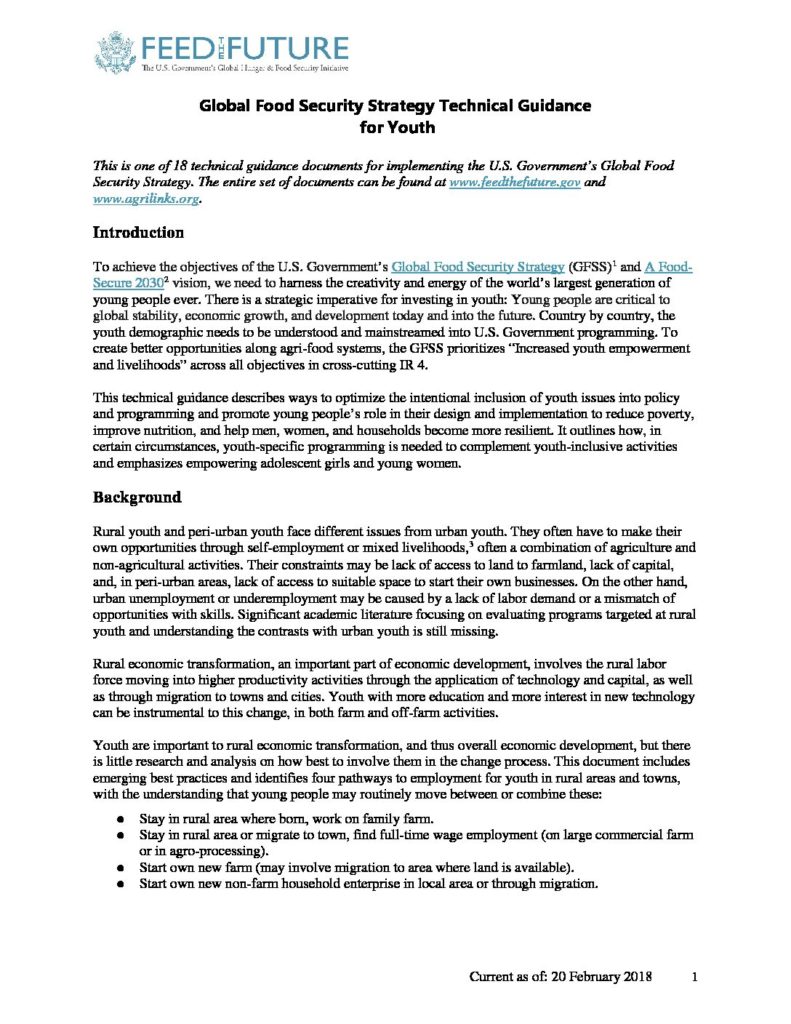 FEED THE FUTURE
The U.S. Government's Global Hunger & Food Security Initiative
Global Food Security Strategy Technical Guidance
for Youth
This is one of 18 technical guidance documents for implementing the U.S. Government's Global Food
Security Strategy. The entire set of documents can be found at www.feedthefuture.gov and
www.agrilinks.org.
Introduction
To achieve the objectives of the U.S. Government's Global Food Security Strategy (GFSS)¹ and A Food-
Secure 2030² vision, we need to harness the creativity and energy of the world's largest generation of
young people ever. There is a strategic imperative for investing in youth: Young people are critical to
global stability, economic growth, and development today and into the future. Country by country, the
youth demographic needs to be understood and mainstreamed into U.S. Government programming. To
create better opportunities along agri-food systems, the GFSS prioritizes "Increased youth empowerment
and livelihoods" across all objectives in cross-cutting IR 4.
This technical guidance describes ways to optimize the intentional inclusion of youth issues into policy
and programming and promote young people's role in their design and implementation to reduce poverty,
improve nutrition, and help men, women, and households become more resilient. It outlines how, in
certain circumstances, youth-specific programming is needed to complement youth-inclusive activities
and emphasizes empowering adolescent girls and young women.
Background
Rural youth and peri-urban youth face different issues from urban youth. They often have to make their
own opportunities through self-employment or mixed livelihoods,³ often a combination of agriculture and
non-agricultural activities. Their constraints may be lack of access to land to farmland, lack of capital,
and, in peri-urban areas, lack of access to suitable space to start their own businesses. On the other hand,
urban unemployment or underemployment may be caused by a lack of labor demand or a mismatch of
opportunities with skills. Significant academic literature focusing on evaluating programs targeted at rural
youth and understanding the contrasts with urban youth is still missing.
Rural economic transformation, an important part of economic development, involves the rural labor
force moving into higher productivity activities through the application of technology and capital, as well
as through migration to towns and cities. Youth with more education and more interest in new technology
can be instrumental to this change, in both farm and off-farm activities.
Youth are important to rural economic transformation, and thus overall economic development, but there
is little research and analysis on how best to involve them in the change process. This document includes
emerging best practices and identifies four pathways to employment for youth in rural areas and towns,
with the understanding that young people may routinely move between or combine these:
● Stay in rural area where born, work on family farm.
● Stay in rural area or migrate to town, find full-time wage employment (on large commercial farm
or in agro-processing).
● Start own new farm (may involve migration to area where land is available).
● Start own new non-farm household enterprise in local area or through migration.
Current as of: 20 February 2018 1